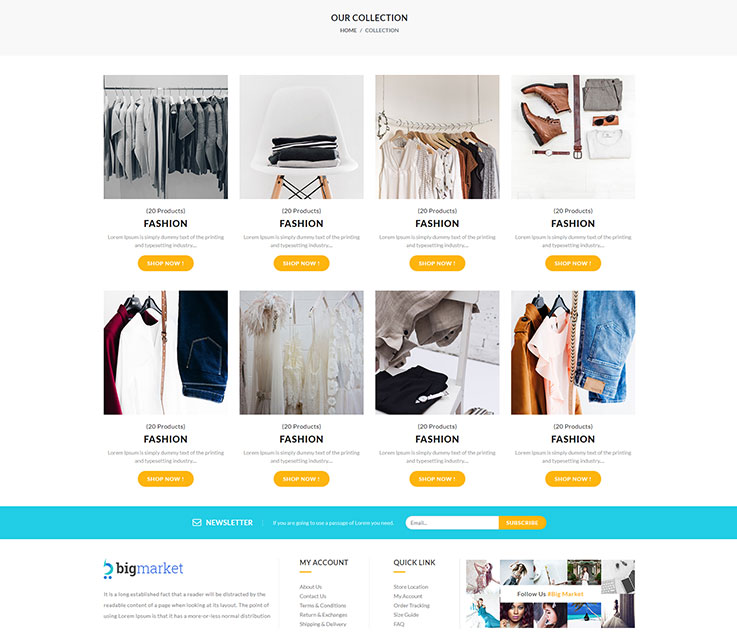 OUR COLLECTION
HOME / COLLECTION
(20 Products)
FASHION
Lorem Ipsum is simply dummy text of the printing
and typesetting industry...
SHOP NOW !
(20 Products)
FASHION
Lorem Ipsum is simply dummy text of the printing
and typesetting industry...
SHOP NOW !
(20 Products)
FASHION
Lorem Ipsum is simply dummy text of the printing
and typesetting industry...
SHOP NOW !
(20 Products)
FASHION
Lorem Ipsum is simply dummy text of the printing
and typesetting industry...
SHOP NOW !
(20 Products)
FASHION
Lorem Ipsum is simply dummy text of the printing
and typesetting industry...
SHOP NOW !
(20 Products)
FASHION
Lorem Ipsum is simply dummy text of the printing
and typesetting industry...
SHOP NOW !
(20 Products)
FASHION
Lorem Ipsum is simply dummy text of the printing
and typesetting industry...
SHOP NOW !
(20 Products)
FASHION
Lorem Ipsum is simply dummy text of the printing
and typesetting industry...
SHOP NOW !
NEWSLETTER | If you are going to use a passage of Lorem you need. Email... SUBSCRIBE
bigmarket
It is a long established fact that a reader will be distracted by the
readable content of a page when looking at its layout. The point of
using Lorem Ipsum is that it has a more-or-less normal distribution
MY ACCOUNT
About Us
Contact Us
Terms & Conditions
Return & Exchanges
Shipping & Delivery
QUICK LINK
Store Location
My Account
Order Tracking
Size Guide
FAQ
Follow Us #Big Market